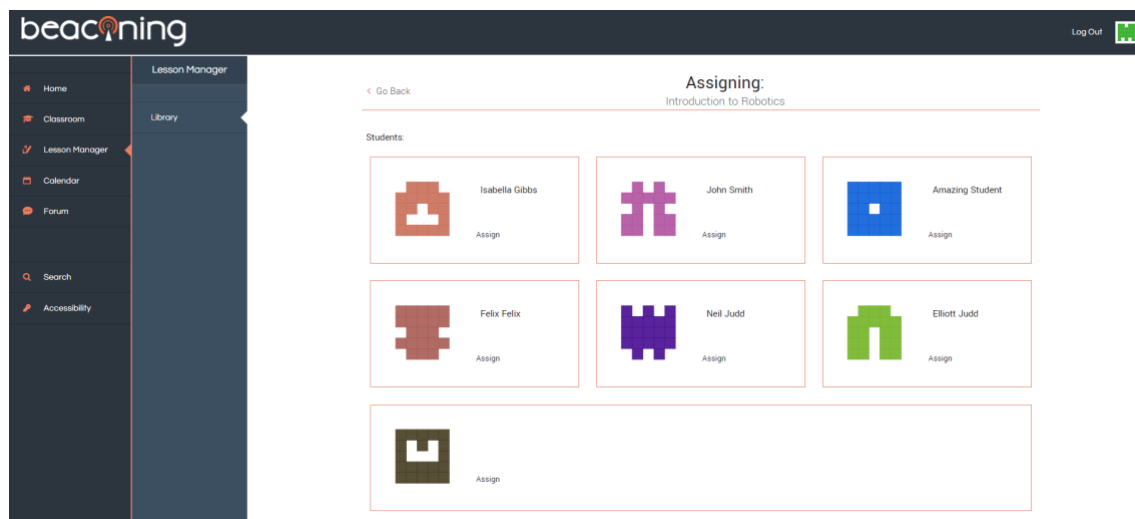 beaconing
Log Out
Home
Classroom
Lesson Manager
Calendar
Forum
Search
Accessibility
Lesson Manager
Library
< Go Back
Assigning:
Introduction to Robotics
Students:
Isabella Gibbs
Assign
John Smith
Assign
Amazing Student
Assign
Felix Felix
Assign
Neil Judd
Assign
Elliott Judd
Assign
Assign